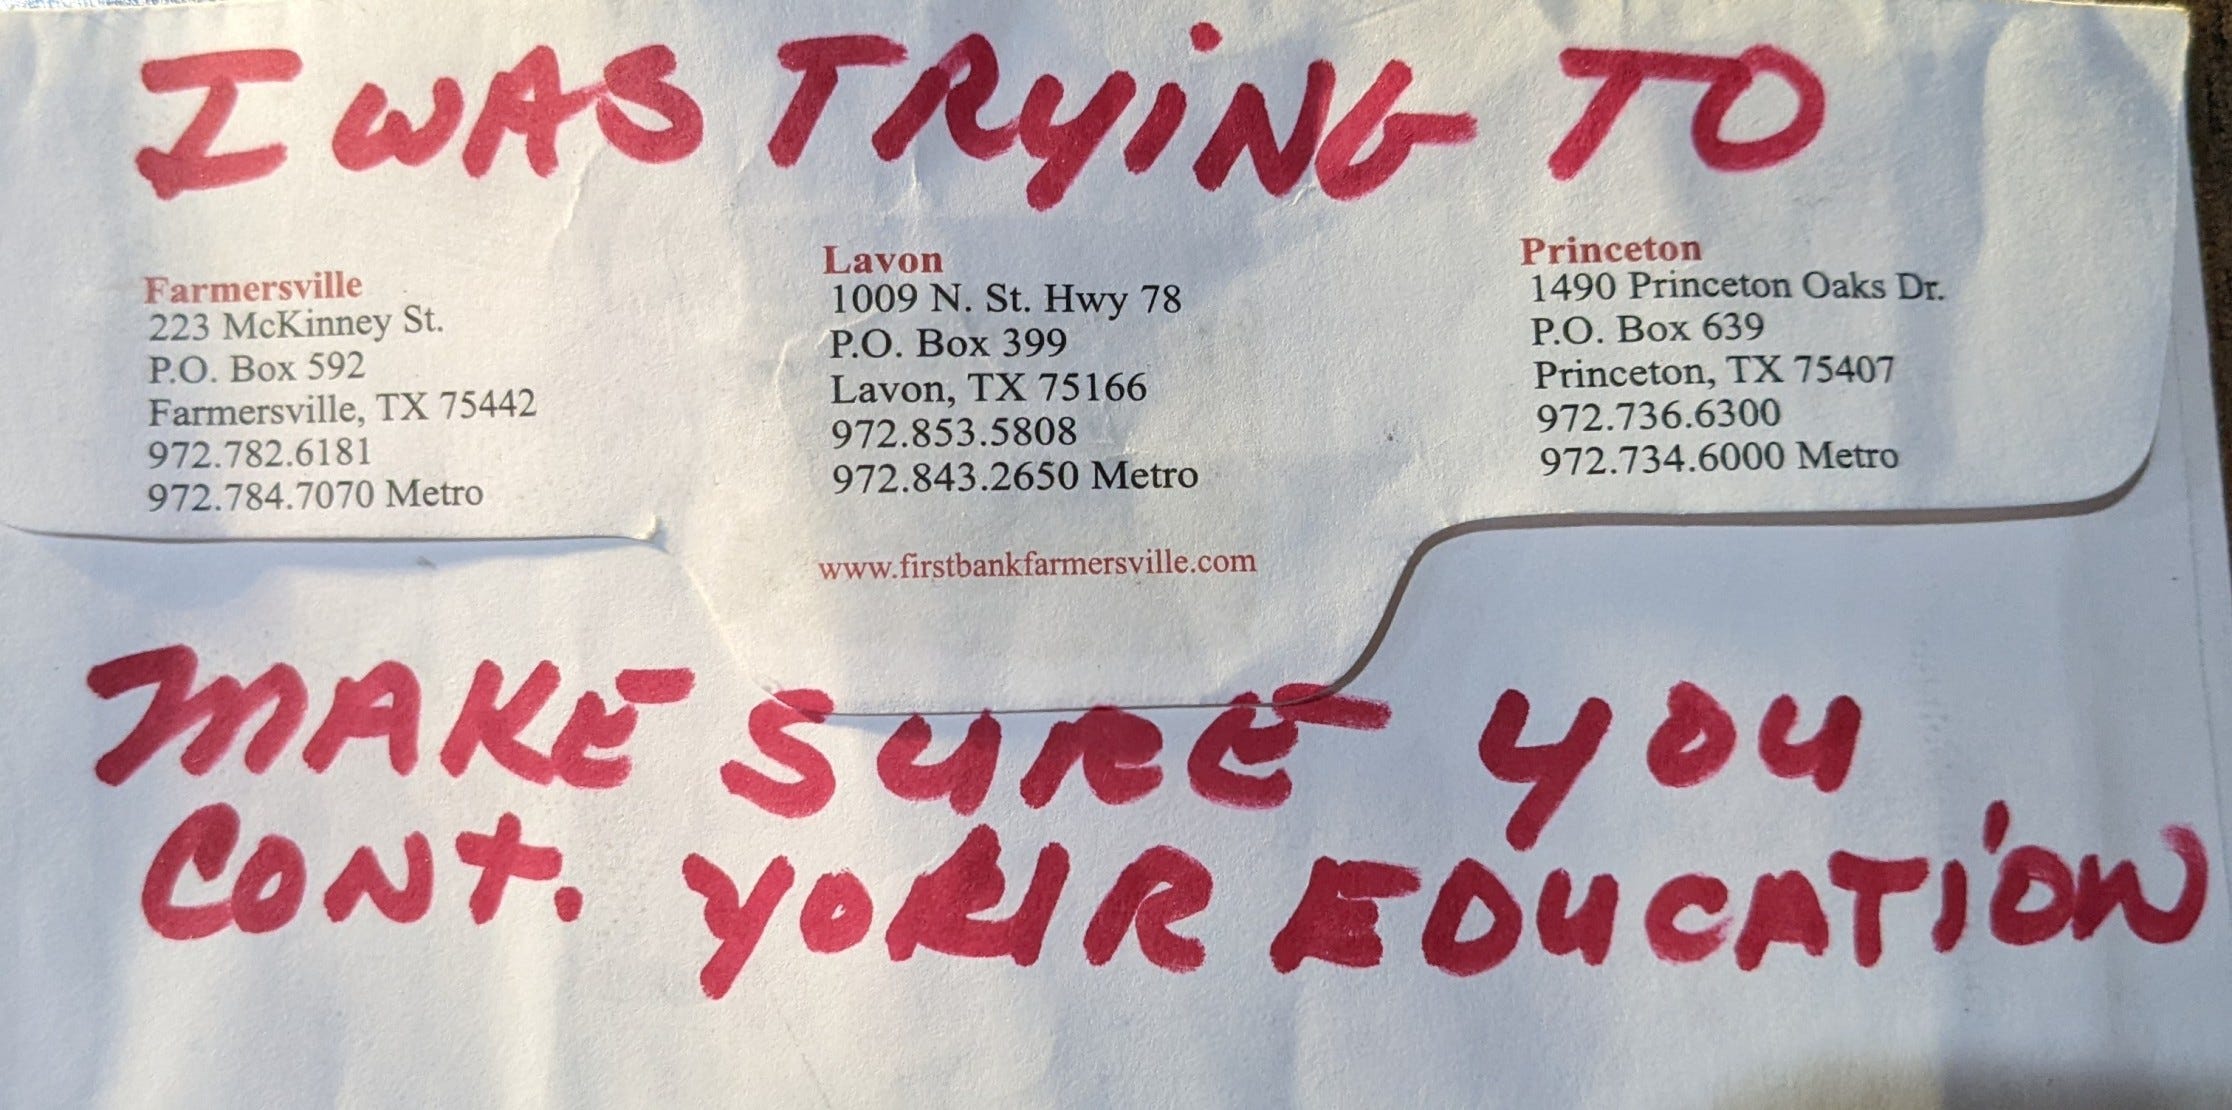 I WAS TRYING TO
Farmersville
223 McKinney St.
P.O. Box 592
Farmersville, TX 75442
972.782.6181
972.784.7070 Metro
Lavon
1009 N. St. Hwy 78
P.O. Box 399
Lavon, TX 75166
972.853.5808
972.843.2650 Metro
Princeton
1490 Princeton Oaks Dr.
P.O. Box 639
Princeton, TX 75407
972.736.6300
972.734.6000 Metro
www.firstbankfarmersville.com
MAKE SURE YOU
CONT. YOUR EDUCATION